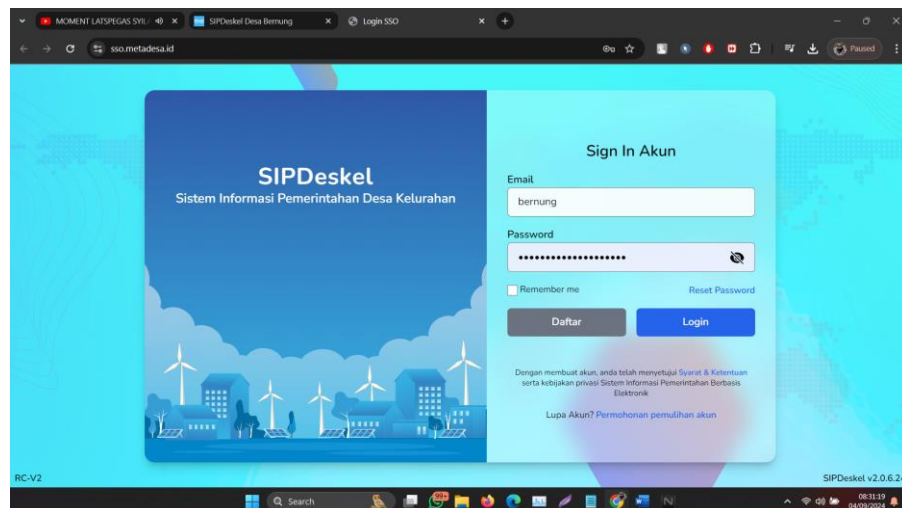 MOMENT LATSPEGAS SYIL
SIPDeskel Desa Bernung
Login SSO
sso.metadesa.id
Paused
SIPDeskel
Sistem Informasi Pemerintahan Desa Kelurahan
Sign In Akun
Email
bernung
Password
••••••••••••••••••••
Remember me
Reset Password
Daftar
Login
Dengan membuat akun, anda telah menyetujui Syarat & Ketentuan
serta kebijakan privasi Sistem Informasi Pemerintahan Berbasis
Elektronik
Lupa Akun? Permohonan pemulihan akun
RC-V2
SIPDeskel v2.0.6.2
Search
99+
08:31:19
04/09/2024